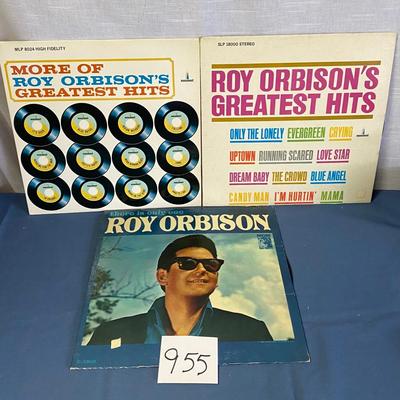 MLP 8024 HIGH FIDELITY
MORE OF
ROY ORBISON'S
GREATEST HITS
SLP 18000 STEREO
ROY ORBISON'S
GREATEST HITS
ONLY THE LONELY EVERGREEN CRYING
UPTOWN RUNNING SCARED LOVE STAR
DREAM BABY THE CROWD BLUE ANGEL
CANDY MAN I'M HURTIN' MAMA
there is only one
ROY ORBISON
955